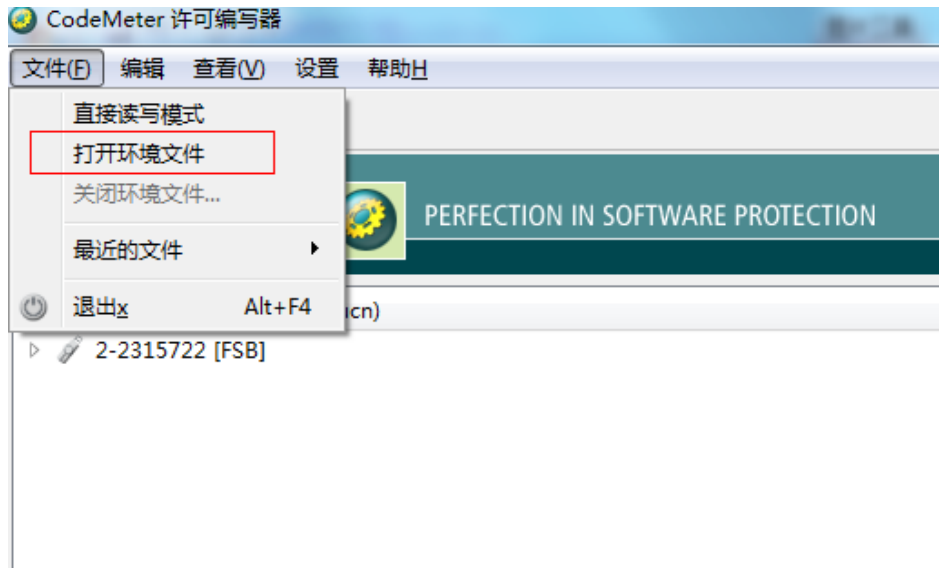 CodeMeter 许可编写器
文件(F) 编辑 查看(V) 设置 帮助H
直接读写模式
打开环境文件
关闭环境文件...
最近的文件
退出x Alt+F4
PERFECTION IN SOFTWARE PROTECTION
cn)
2-2315722 [FSB]